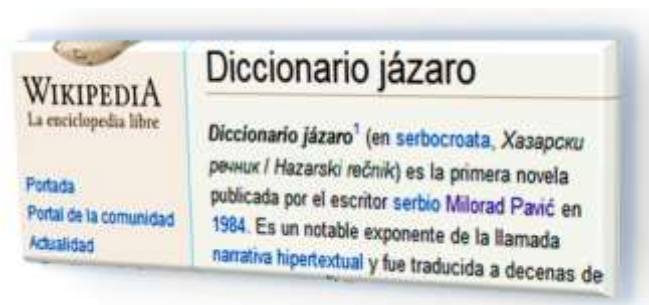 WIKIPEDIA
La enciclopedia libre
Portada
Portal de la comunidad
Actualidad
Diccionario jázaro
Diccionario jázaro¹ (en serbocroata, Хазарски
речник / Hazarski rečnik) es la primera novela
publicada por el escritor serbio Milorad Pavić en
1984. Es un notable exponente de la llamada
narrativa hipertextual y fue traducida a decenas de